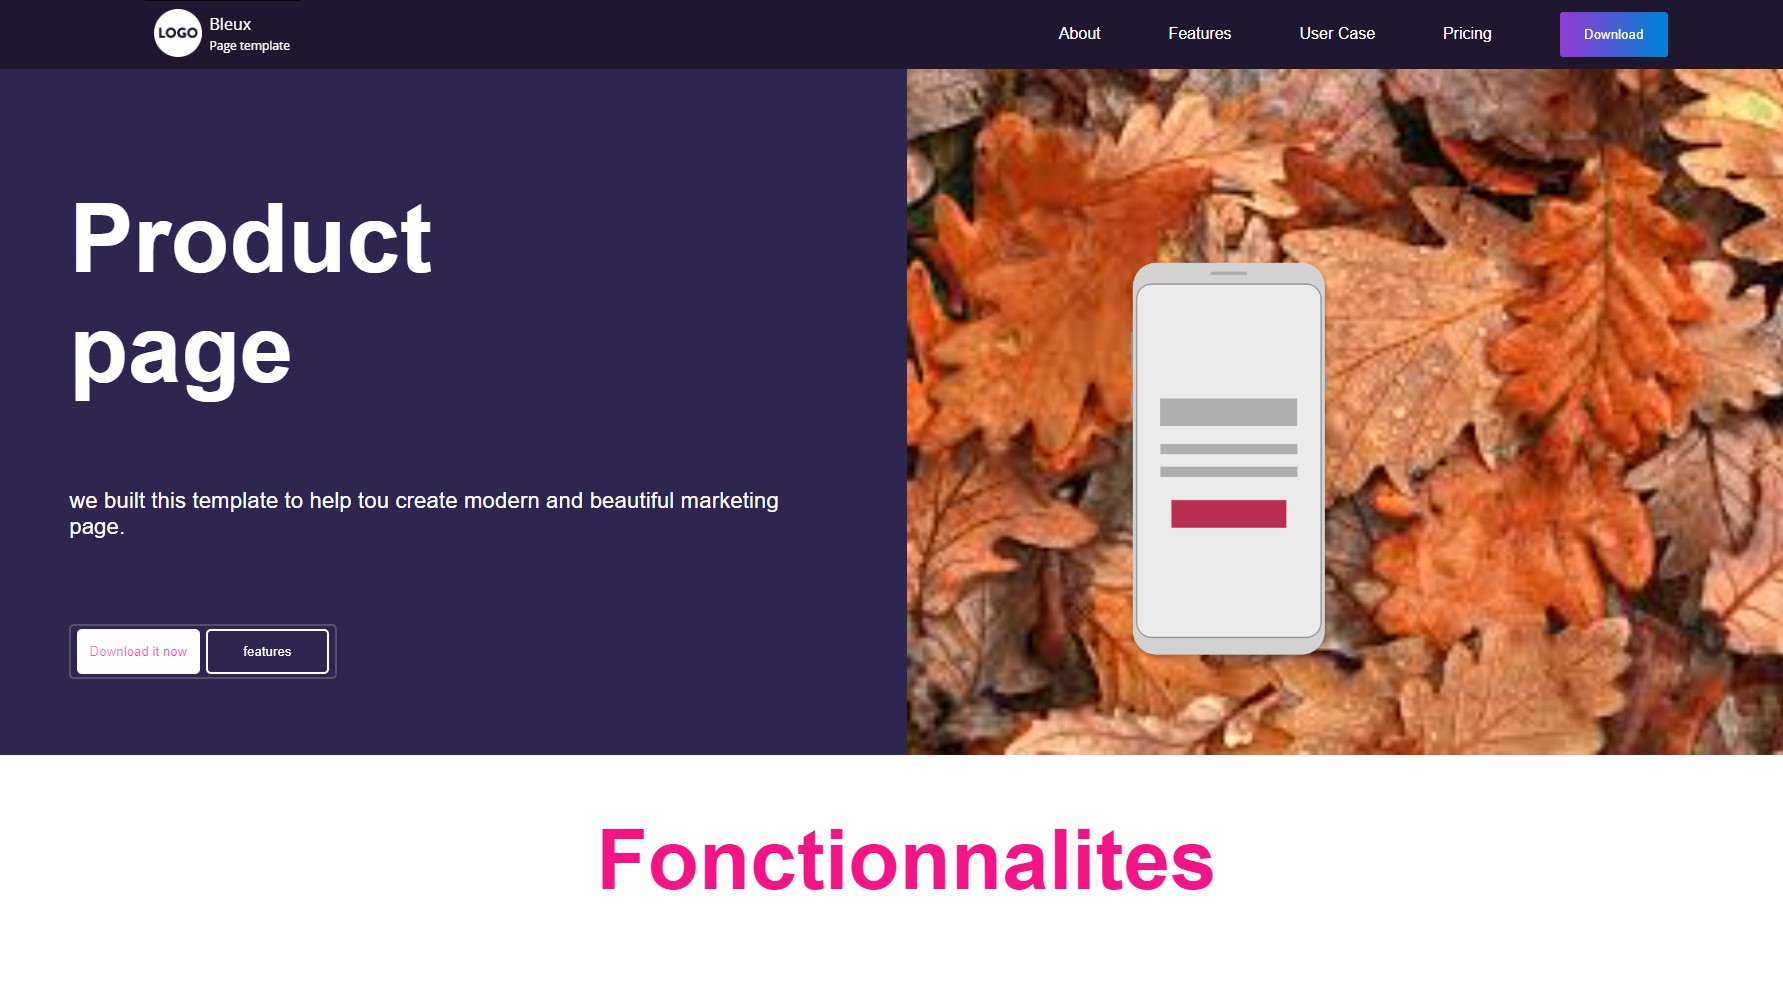 LOGO
Bleux
Page template
About
Features
User Case
Pricing
Download
Product
page
we built this template to help tou create modern and beautiful marketing
page.
Download it now
features
Fonctionnalites